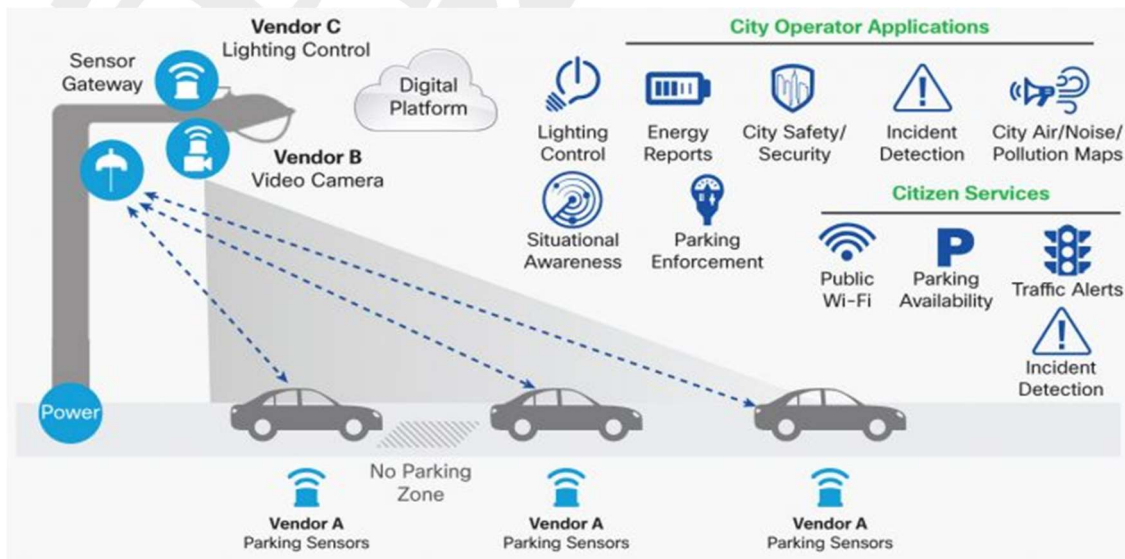 Vendor C
Lighting Control
Sensor
Gateway
Digital
Platform
Vendor B
Video Camera
Power
No Parking
Zone
Vendor A
Parking Sensors
Vendor A
Parking Sensors
Vendor A
Parking Sensors
City Operator Applications
Lighting
Control
Energy
Reports
City Safety/
Security
Incident
Detection
City Air/Noise/
Pollution Maps
Situational
Awareness
Parking
Enforcement
Citizen Services
Public
Wi-Fi
P
Parking
Availability
Traffic Alerts
Incident
Detection